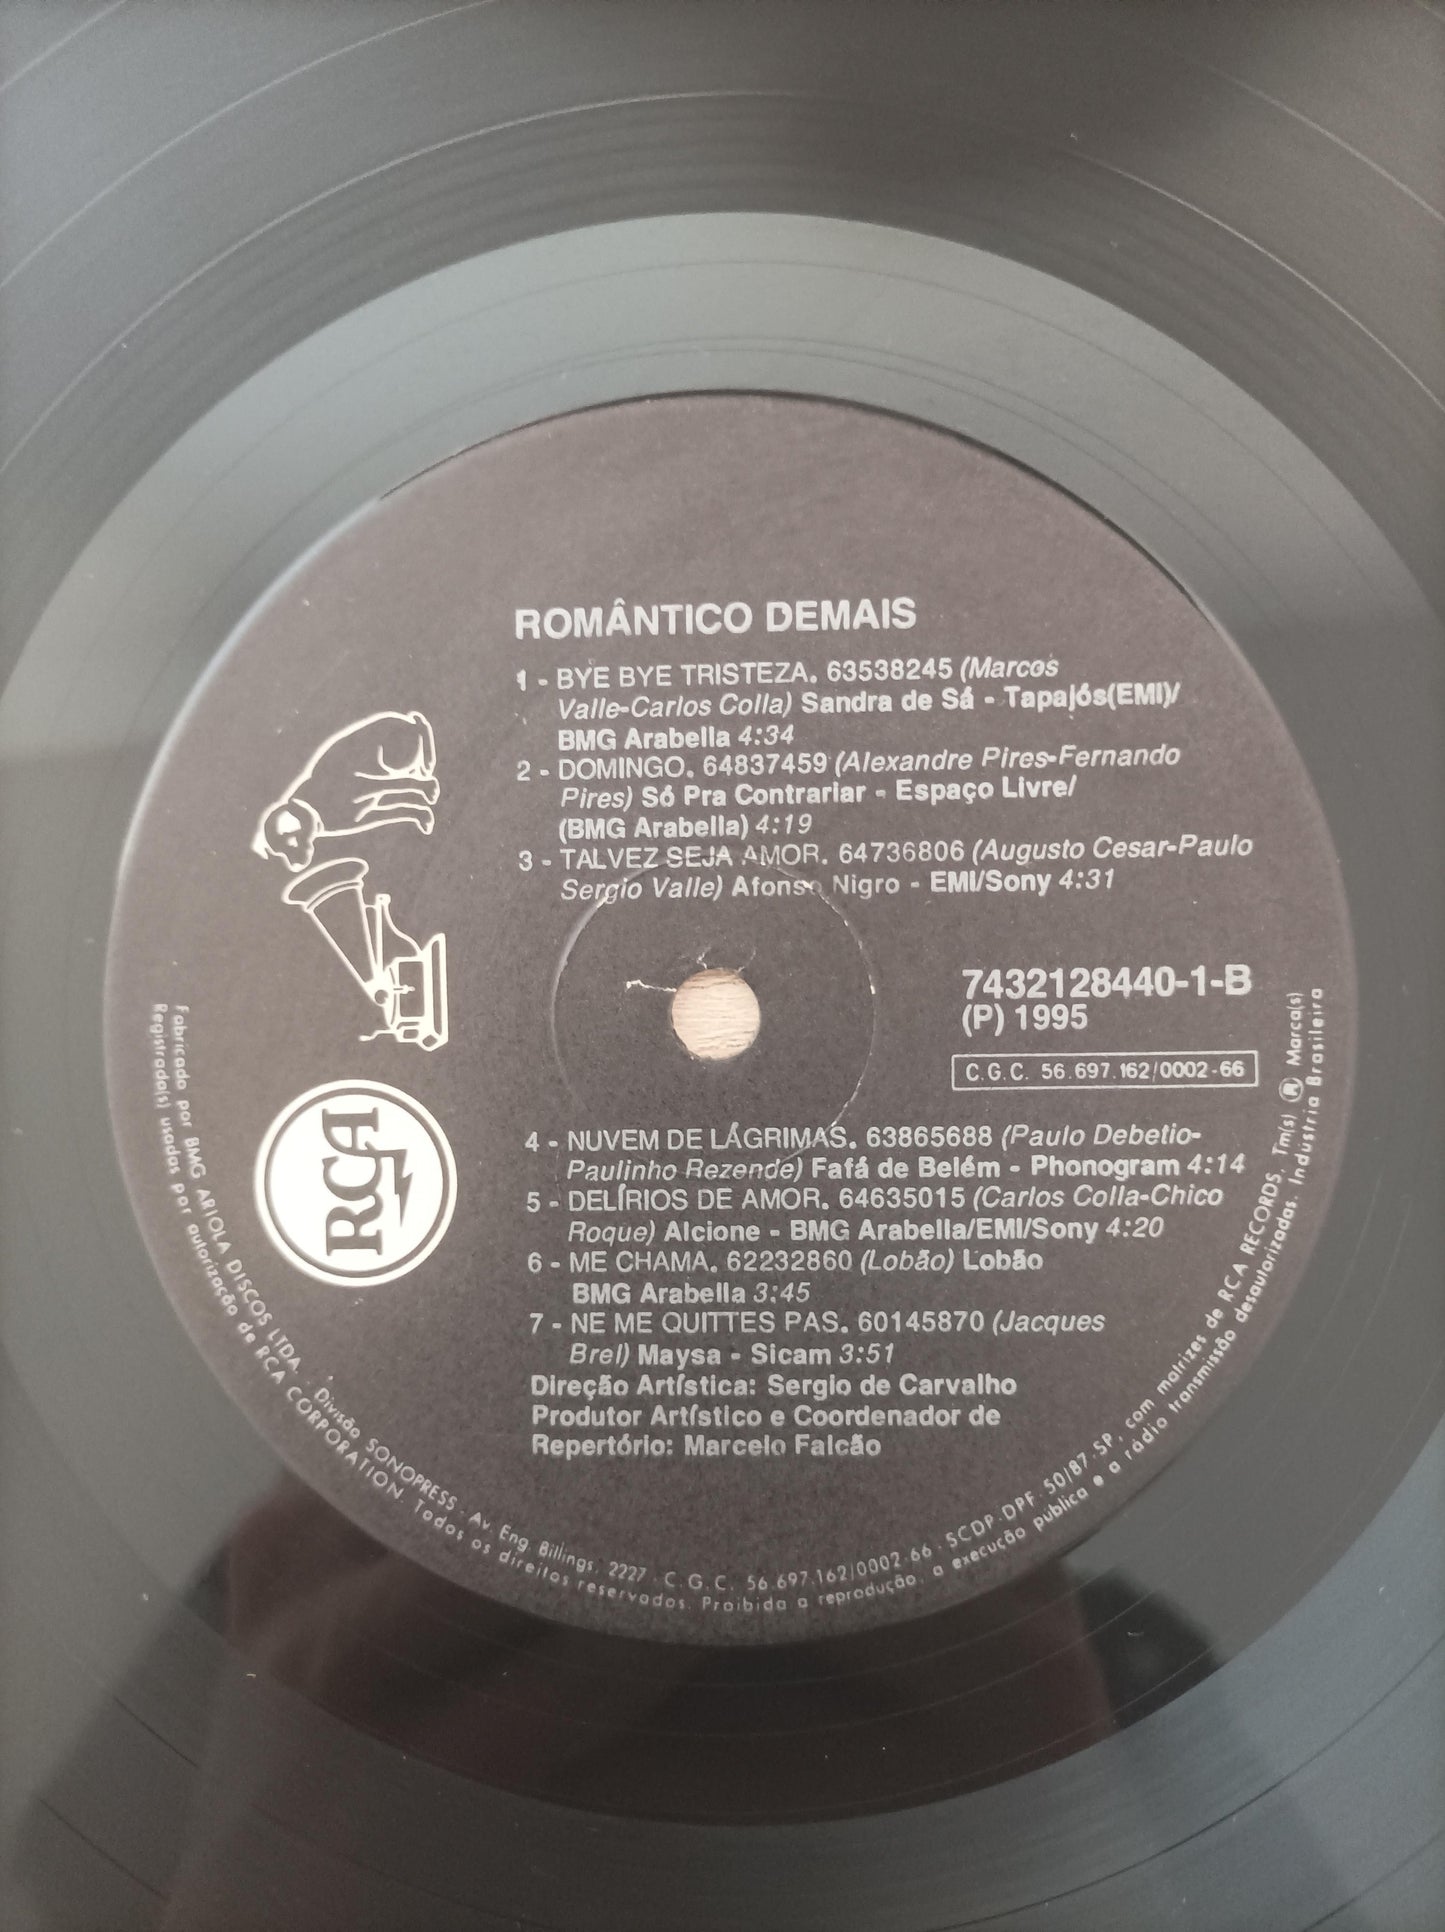 ROMÂNTICO DEMAIS
1 - BYE BYE TRISTEZA. 63538245 (Marcos
Valle-Carlos Colla) Sandra de Sá - Tapajós(EMI)/
BMG Arabella 4:34
2 - DOMINGO. 64837459 (Alexandre Pires-Fernando
Pires) Só Pra Contrariar - Espaço Livre/
(BMG Arabella) 4:19
3 - TALVEZ SEJA AMOR. 64736806 (Augusto Cesar-Paulo
Sergio Valle) Afonso Nigro - EMI/Sony 4:31
7432128440-1-B
(P) 1995
C.G.C. 56.697.162/0002-66
RCA
4 - NUVEM DE LÁGRIMAS. 63865688 (Paulo Debetio-
Paulinho Rezende) Fafá de Belém - Phonogram 4:14
5 - DELÍRIOS DE AMOR. 64635015 (Carlos Colla-Chico
Roque) Alcione - BMG Arabella/EMI/Sony 4:20
6 - ME CHAMA. 62232860 (Lobão) Lobão
BMG Arabella 3:45
7 - NE ME QUITTES PAS. 60145870 (Jacques
Brel) Maysa - Sicam 3:51
Direção Artística: Sergio de Carvalho
Produtor Artístico e Coordenador de
Repertório: Marcelo Falcão
Fabricado por BMG ARIOLA DISCOS LTDA. . Divisão SONOPRESS . Av. Eng. Billings, 2227 . C.G.C. 56.697.162/0002-66 . SCDP-DPF. 50/87-SP, com matrizes de RCA RECORDS. Tm(s) ® Marca(s)
Registrada(s) usadas por autorização de RCA CORPORATION. Todos os direitos reservados. Proibida a reprodução, a execução pública e a rádio transmissão desautorizadas. Industria Brasileira